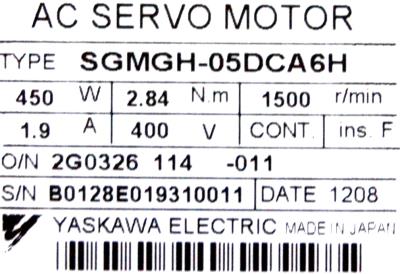 AC SERVO MOTOR
TYPE SGMGH-05DCA6H
450 W 2.84 N.m 1500 r/min
1.9 A 400 V CONT. ins. F
O/N 2G0326 114 -011
S/N B0128E019310011 DATE 1208
YASKAWA ELECTRIC MADE IN JAPAN